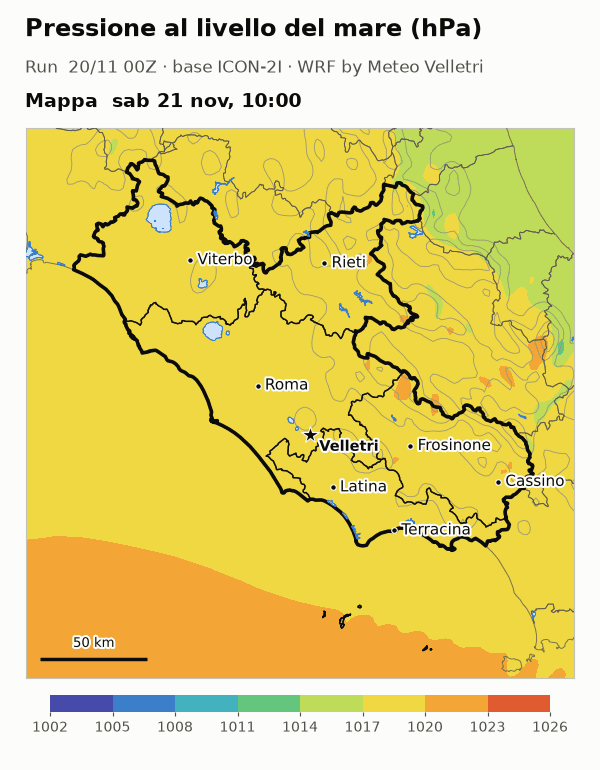 Pressione al livello del mare (hPa)
Run  20/11 00Z · base ICON-2I · WRF by Meteo Velletri
Mappa  sab 21 nov, 10:00
Viterbo
Rieti
Roma
Velletri
Frosinone
Cassino
Latina
Terracina
50 km
1002 1005 1008 1011 1014 1017 1020 1023 1026